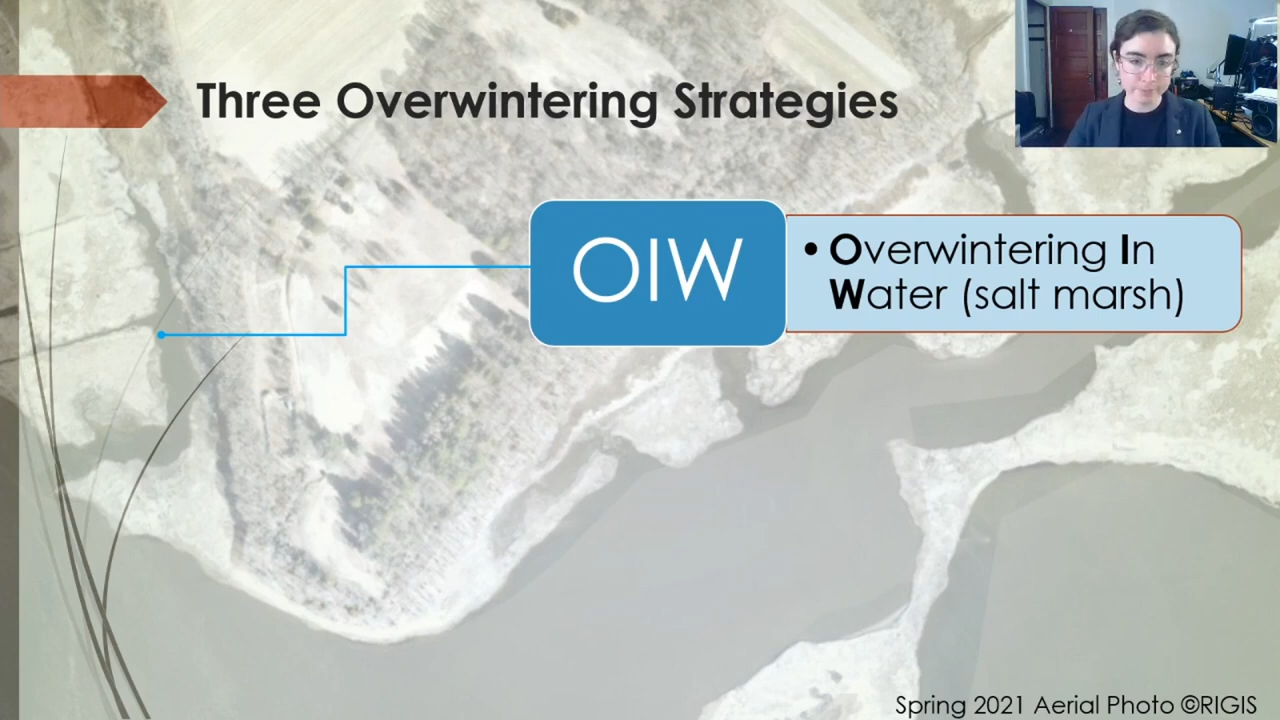 Three Overwintering Strategies
OIW
• Overwintering In
Water (salt marsh)
Spring 2021 Aerial Photo ©RIGIS